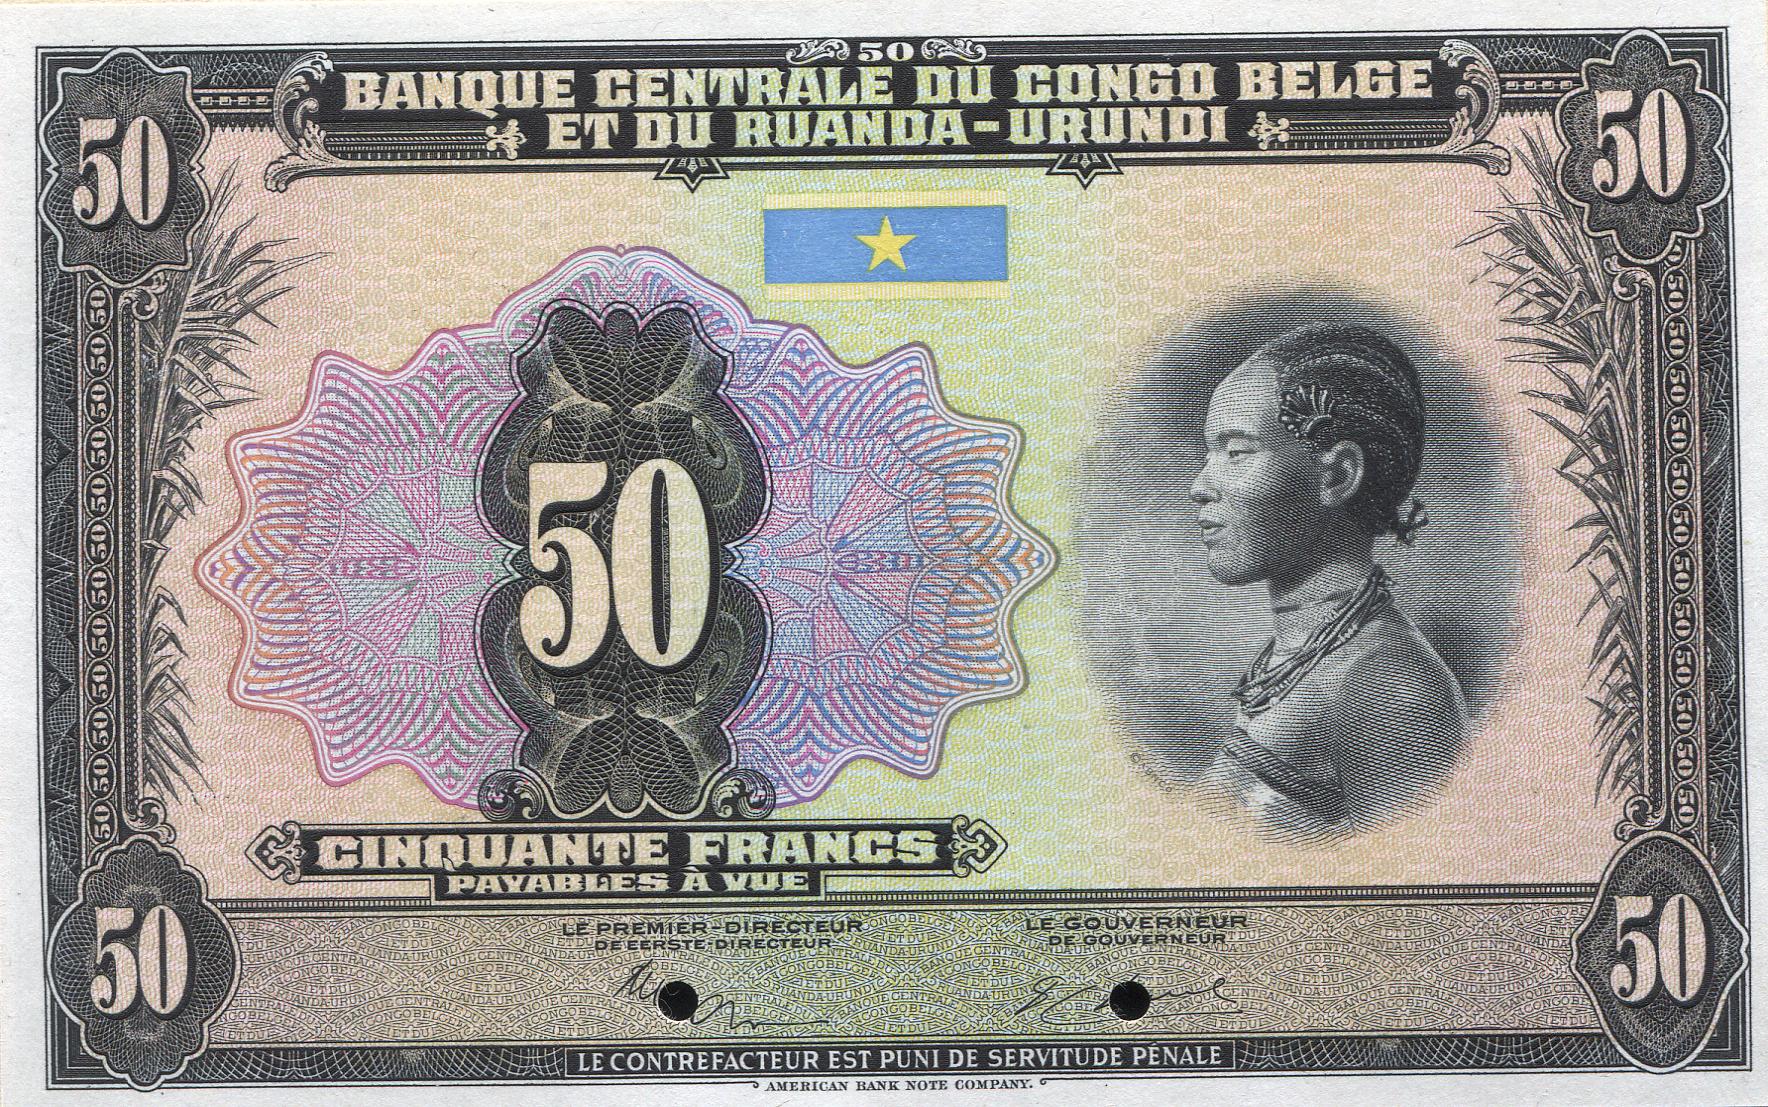 50
BANQUE CENTRALE DU CONGO BELGE
ET DU RUANDA-URUNDI
50
50
50
CINQUANTE FRANCS
PAYABLES À VUE
LE PREMIER-DIRECTEUR
DE EERSTE-DIRECTEUR
LE GOUVERNEUR
DE GOUVERNEUR
50
50
LE CONTREFACTEUR EST PUNI DE SERVITUDE PÉNALE
AMERICAN BANK NOTE COMPANY.